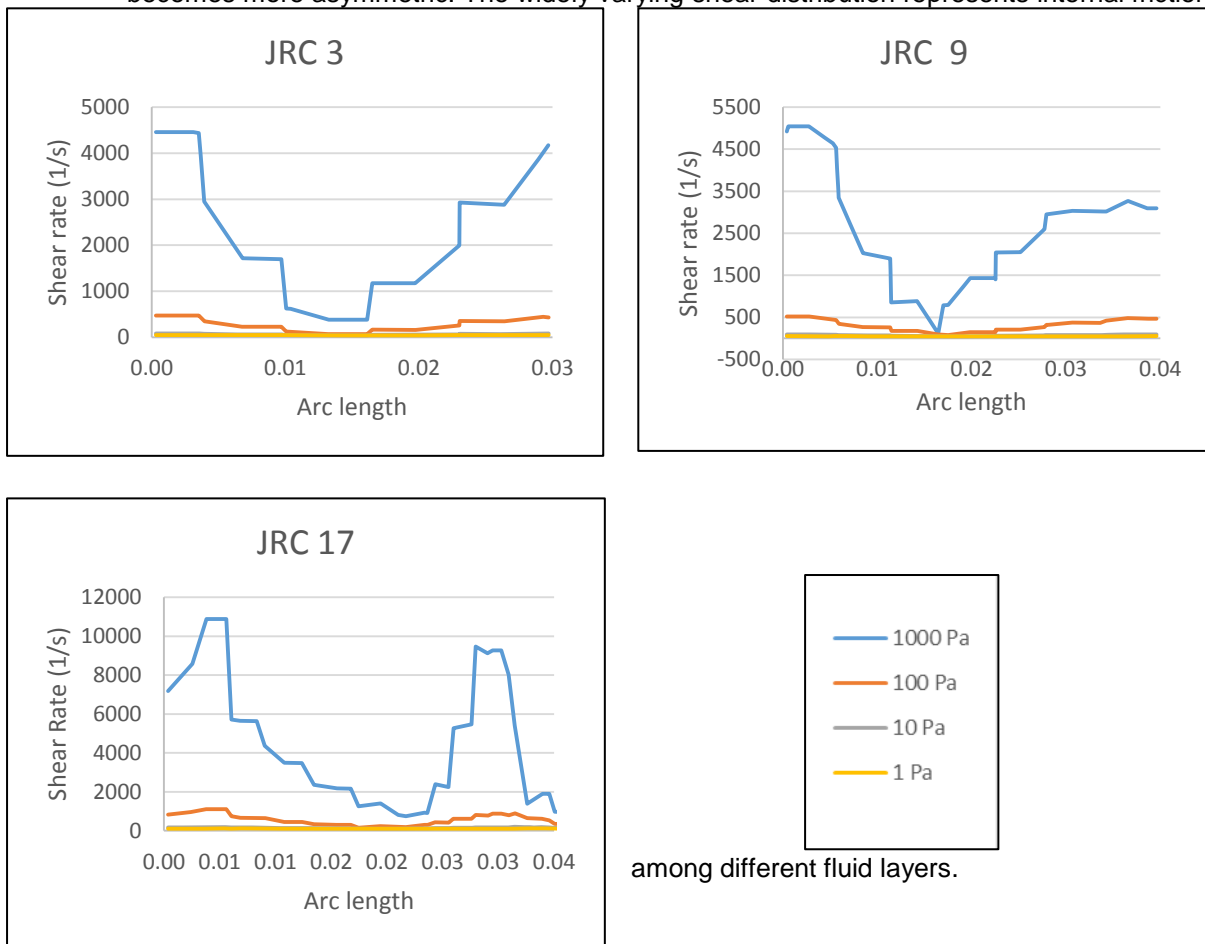 becomes more asymmetric. The widely varying shear distribution represents internal friction
JRC 3
5000
4000
3000
2000
1000
0
Shear rate (1/s)
0.00 0.01 0.02 0.03
Arc length
JRC 9
5500
4500
3500
2500
1500
500
-500
Shear rate (1/s)
0.00 0.01 0.02 0.03 0.04
Arc length
JRC 17
12000
10000
8000
6000
4000
2000
0
Shear Rate (1/s)
0.00 0.01 0.01 0.02 0.02 0.03 0.03 0.04
Arc length
1000 Pa
100 Pa
10 Pa
1 Pa
among different fluid layers.